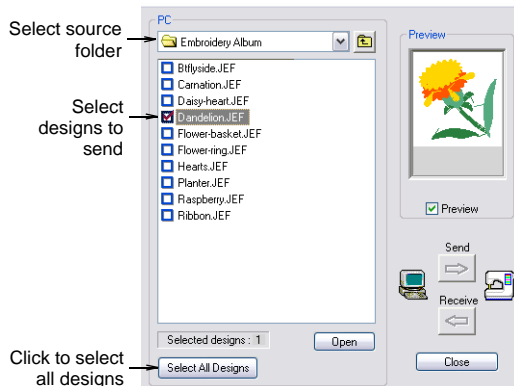 PC
Select source
folder
Embroidery Album
Btflyside.JEF
Carnation.JEF
Daisy-heart.JEF
Select
designs to
send
Dandelion.JEF
Flower-basket.JEF
Flower-ring.JEF
Hearts.JEF
Planter.JEF
Raspberry.JEF
Ribbon.JEF
Selected designs : 1
Open
Click to select
all designs
Select All Designs
Preview
Preview
Send
Receive
Close